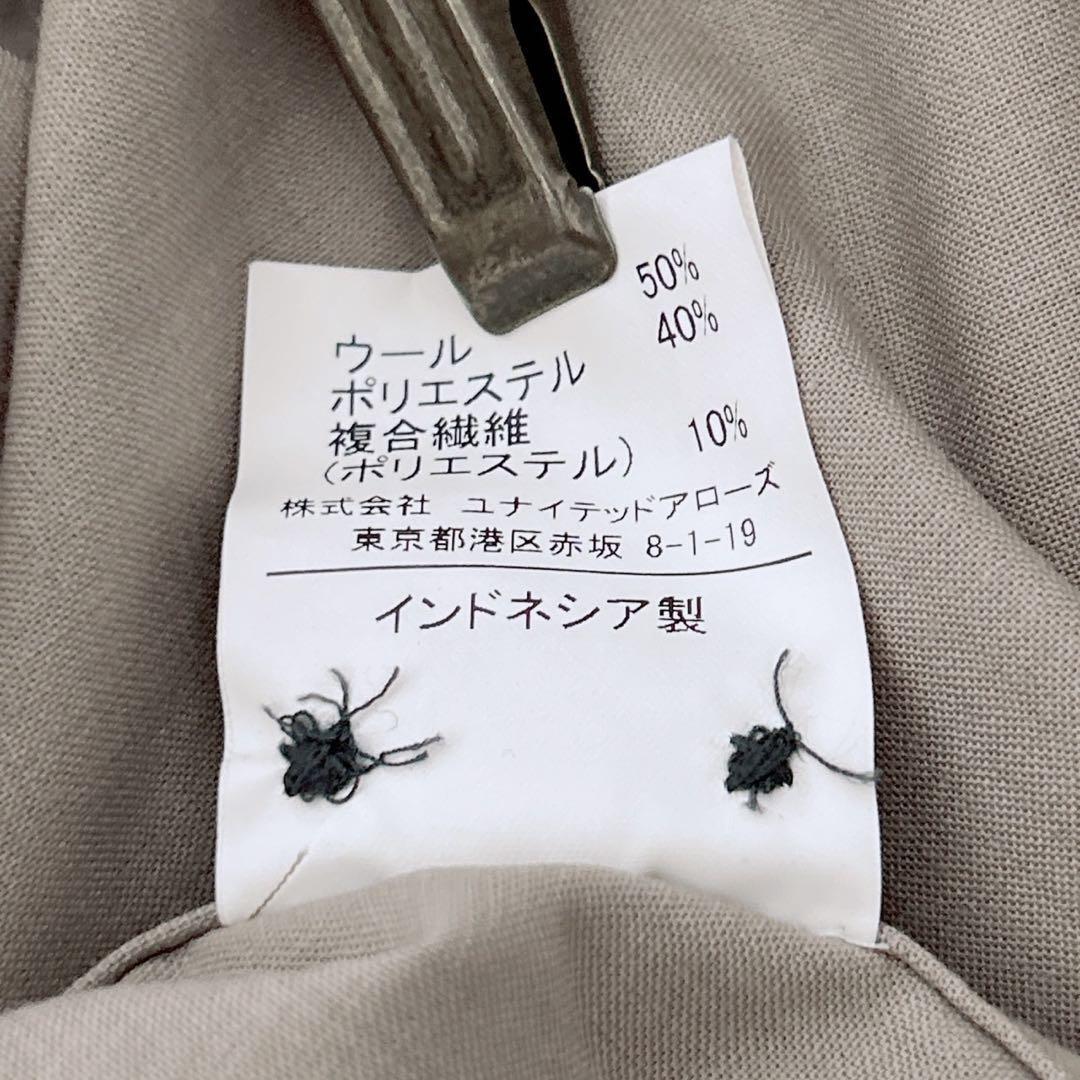 ウール 50%
ポリエステル 40%
複合繊維
(ポリエステル) 10%
株式会社 ユナイテッドアローズ
東京都港区赤坂 8-1-19
インドネシア製